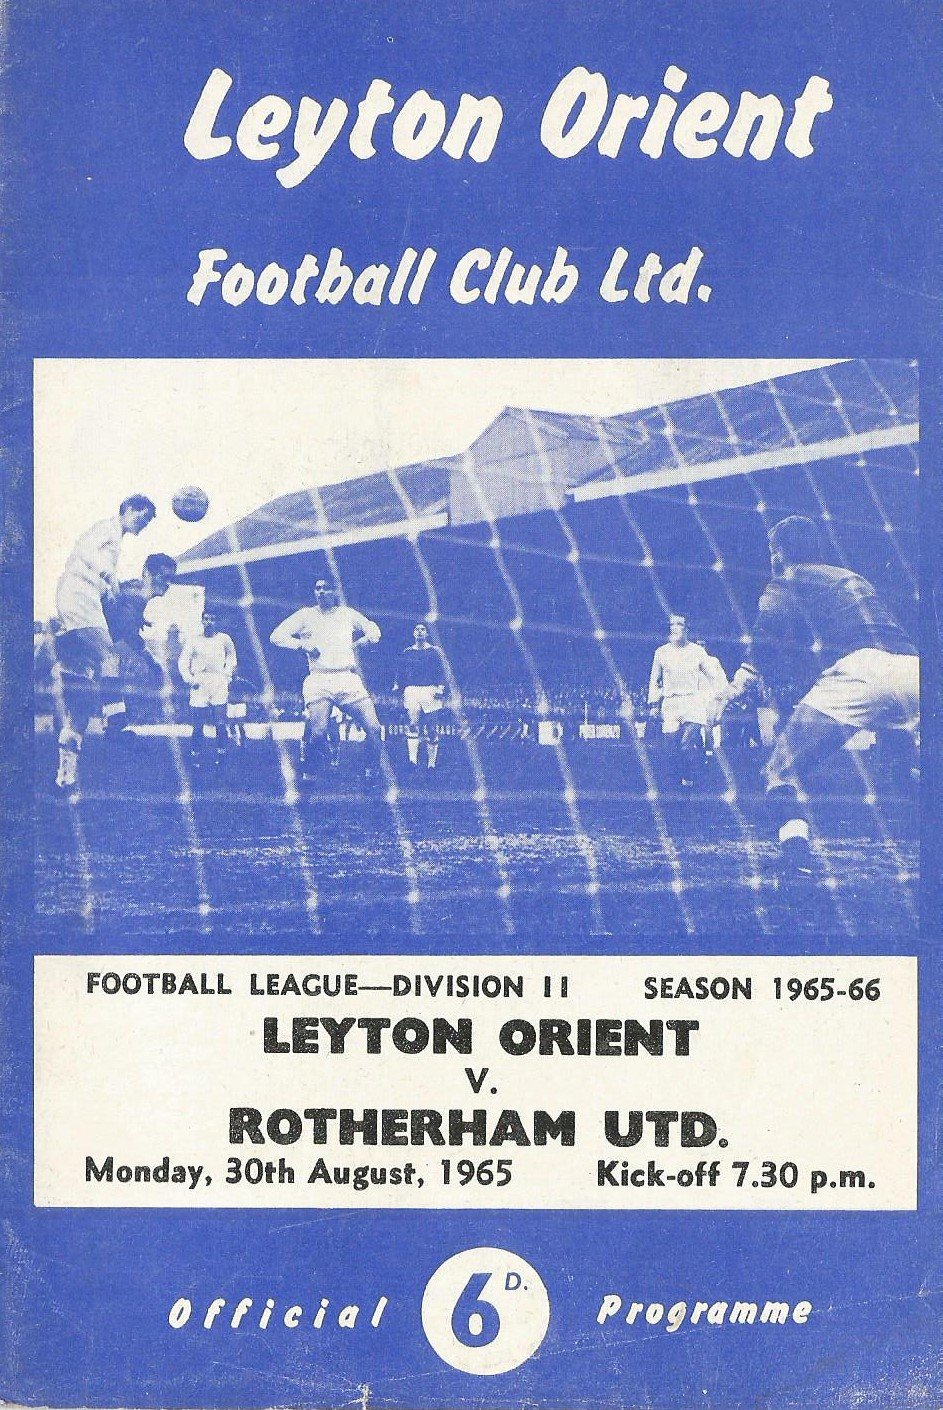 Leyton Orient
Football Club Ltd.
FOOTBALL LEAGUE—DIVISION II SEASON 1965-66
LEYTON ORIENT
V.
ROTHERHAM UTD.
Monday, 30th August, 1965 Kick-off 7.30 p.m.
Official 6D. Programme